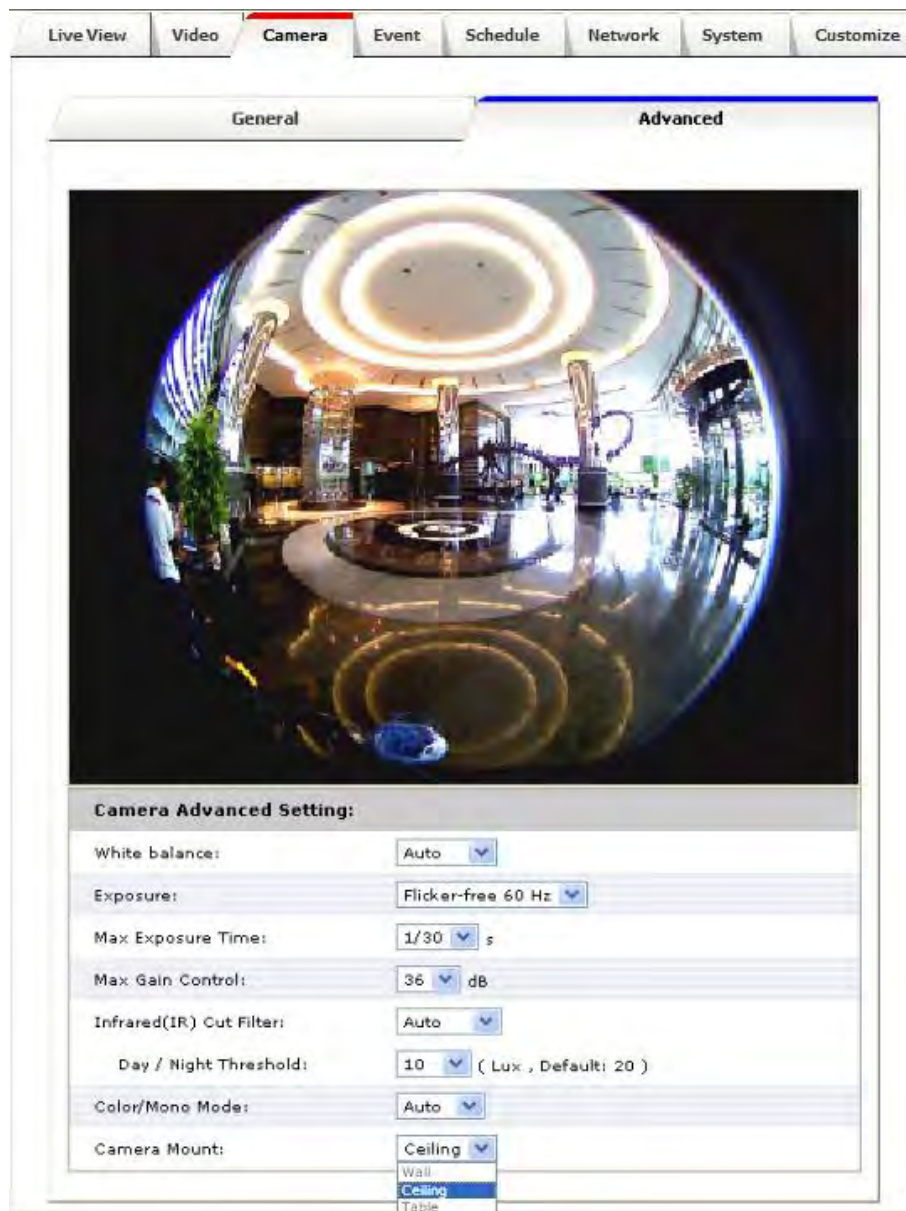 Live View Video Camera Event Schedule Network System Customize
General Advanced
Camera Advanced Setting:
White balance: Auto
Exposure: Flicker-free 60 Hz
Max Exposure Time: 1/30 s
Max Gain Control: 36 dB
Infrared(IR) Cut Filter: Auto
Day / Night Threshold: 10 ( Lux , Default: 20 )
Color/Mono Mode: Auto
Camera Mount: Ceiling
Wall
Ceiling
Table